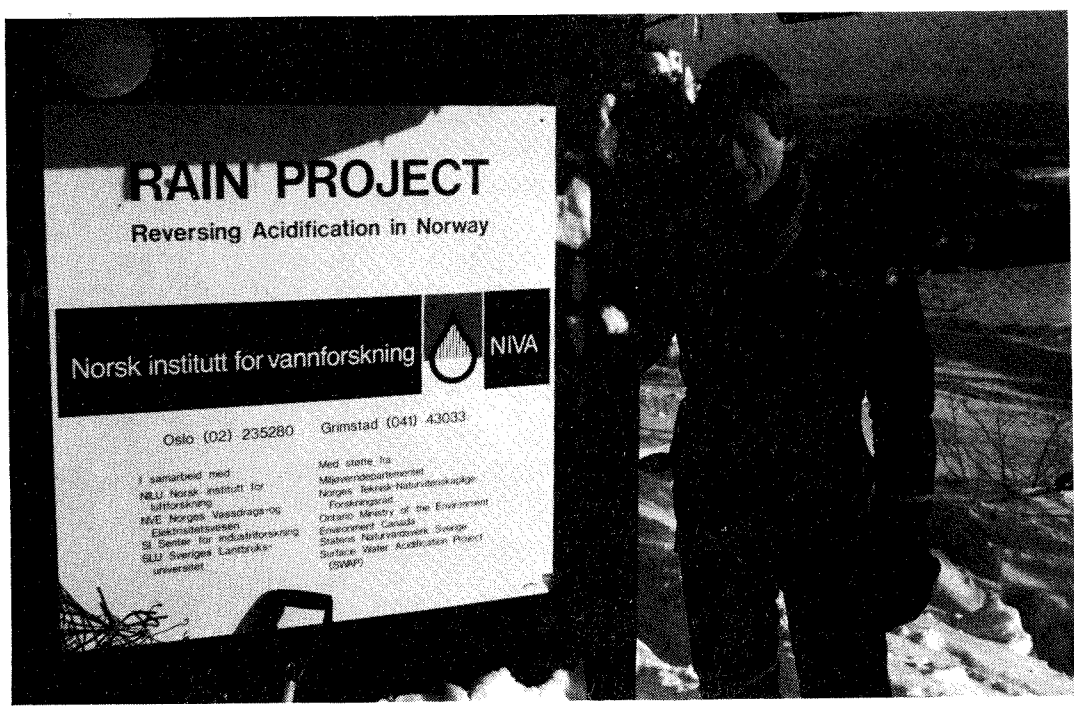 RAIN PROJECT
Reversing Acidification in Norway
Norsk institutt for vannforskning
NIVA
Oslo (02) 235280 Grimstad (041) 43033
I samarbeid med
NILU Norsk institutt for
luftforskning
NVE Norges Vassdrags-og
Elektrisitetsvesen
SI Senter for industriforskning
SLU Sveriges Lantbruks-
universitet
Med støtte fra
Miljøverndepartementet
Norges Teknisk-Naturvitenskaplige
Forskningsråd
Ontario Ministry of the Environment
Environment Canada
Statens Naturvårdsverk Sverige
Surface Water Acidification Project
(SWAP)